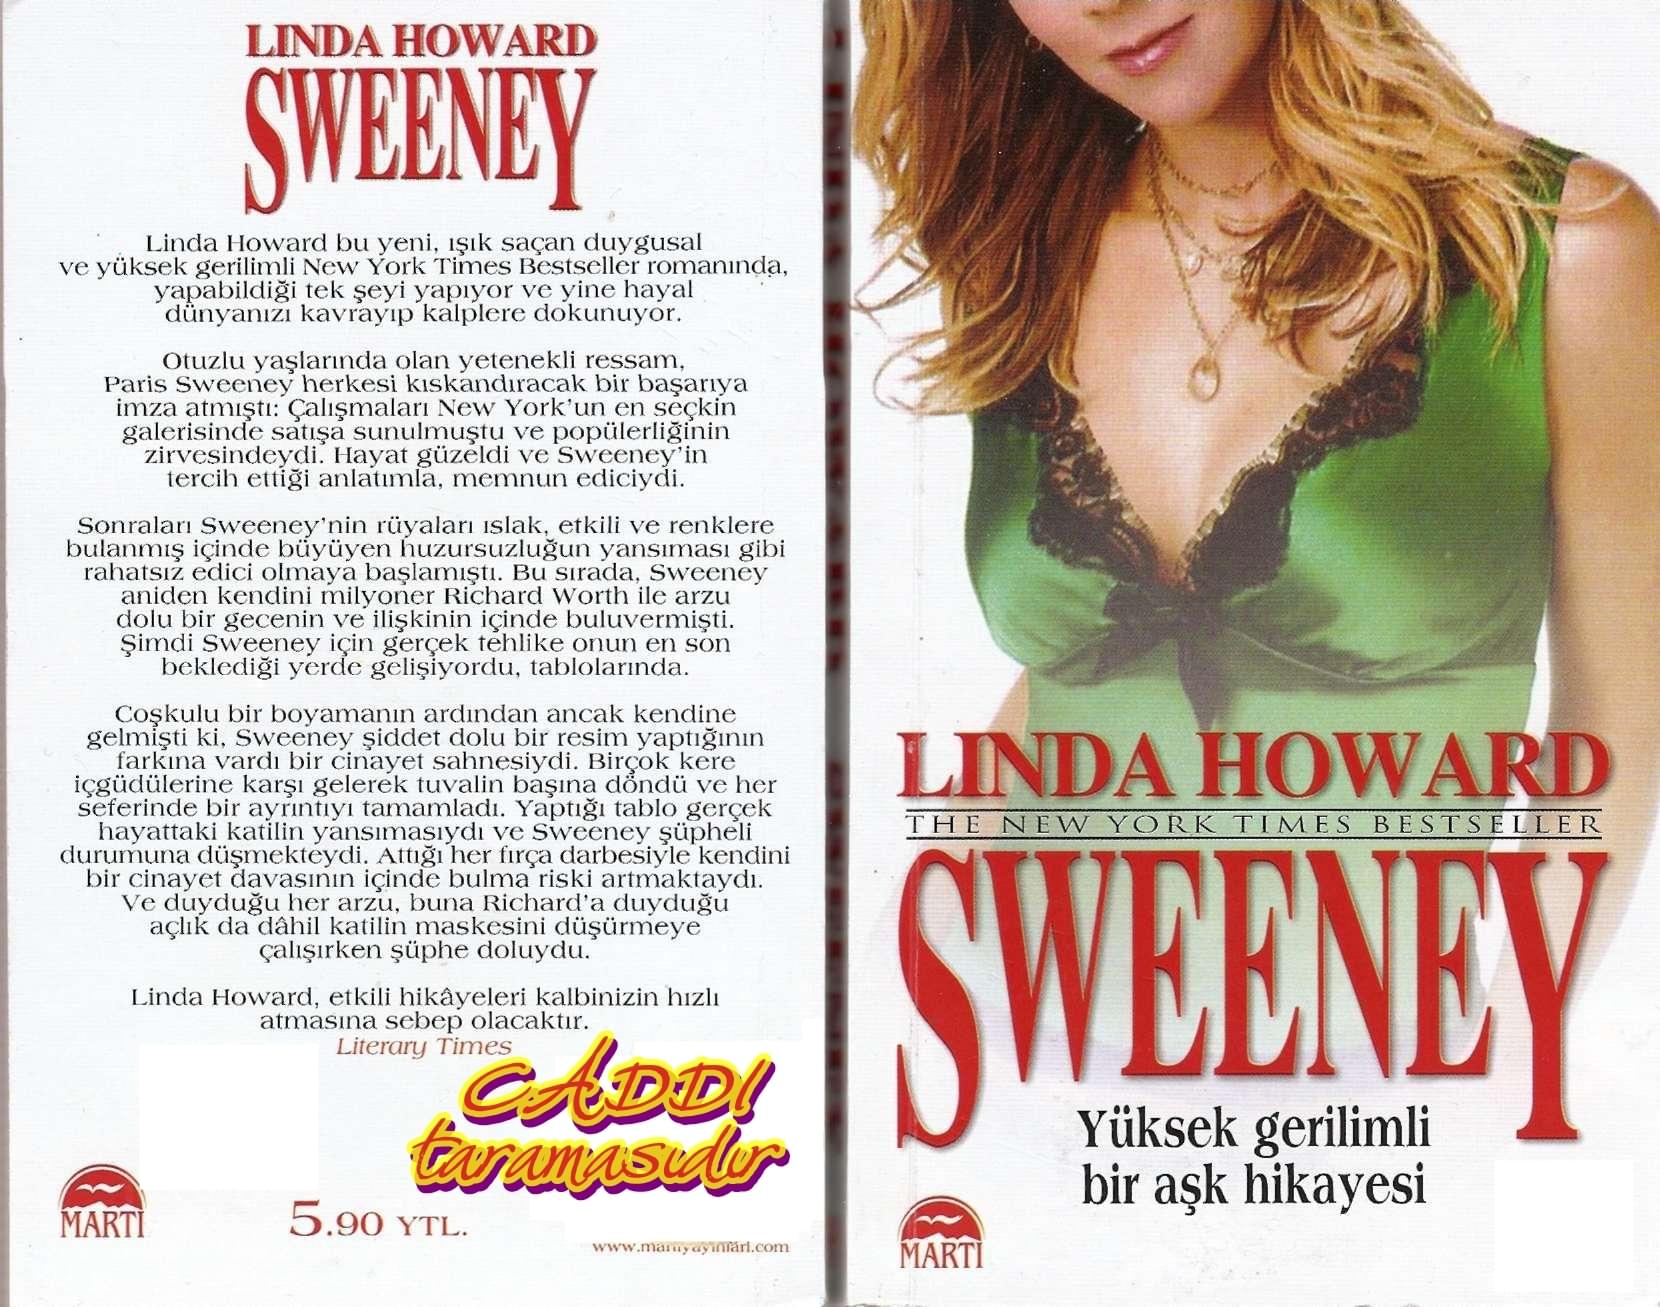 LINDA HOWARD
SWEENEY
Linda Howard bu yeni, ışık saçan duygusal
ve yüksek gerilimli New York Times Bestseller romanında,
yapabildiği tek şeyi yapıyor ve yine hayal
dünyanızı kavrayıp kalplere dokunuyor.
Otuzlu yaşlarında olan yetenekli ressam,
Paris Sweeney herkesi kıskandıracak bir başarıya
imza atmıştı: Çalışmaları New York'un en seçkin
galerisinde satışa sunulmuştu ve popülerliğinin
zirvesindeydi. Hayat güzeldi ve Sweeney'in
tercih ettiği anlatımla, memnun ediciydi.
Sonraları Sweeney'nin rüyaları ıslak, etkili ve renklere
bulanmış içinde büyüyen huzursuzluğun yansıması gibi
rahatsız edici olmaya başlamıştı. Bu sırada, Sweeney
aniden kendini milyoner Richard Worth ile arzu
dolu bir gecenin ve ilişkinin içinde buluvermişti.
Şimdi Sweeney için gerçek tehlike onun en son
beklediği yerde gelişiyordu, tablolarında.
Coşkulu bir boyamanın ardından ancak kendine
gelmişti ki, Sweeney şiddet dolu bir resim yaptığının
farkına vardı bir cinayet sahnesiydi. Birçok kere
içgüdülerine karşı gelerek tuvalin başına döndü ve her
seferinde bir ayrıntıyı tamamladı. Yaptığı tablo gerçek
hayattaki katilin yansımasıydı ve Sweeney şüpheli
durumuna düşmekteydi. Attığı her fırça darbesiyle kendini
bir cinayet davasının içinde bulma riski artmaktaydı.
Ve duyduğu her arzu, buna Richard'a duyduğu
açlık da dâhil katilin maskesini düşürmeye
çalışırken şüphe doluydu.
Linda Howard, etkili hikâyeleri kalbinizin hızlı
atmasına sebep olacaktır.
Literary Times
CADDI
taramasıdır
MARTI
5.90 YTL.
www.martiyayinlari.com
LINDA HOWARD
THE NEW YORK TIMES BESTSELLER
SWEENEY
Yüksek gerilimli
bir aşk hikayesi
MARTI